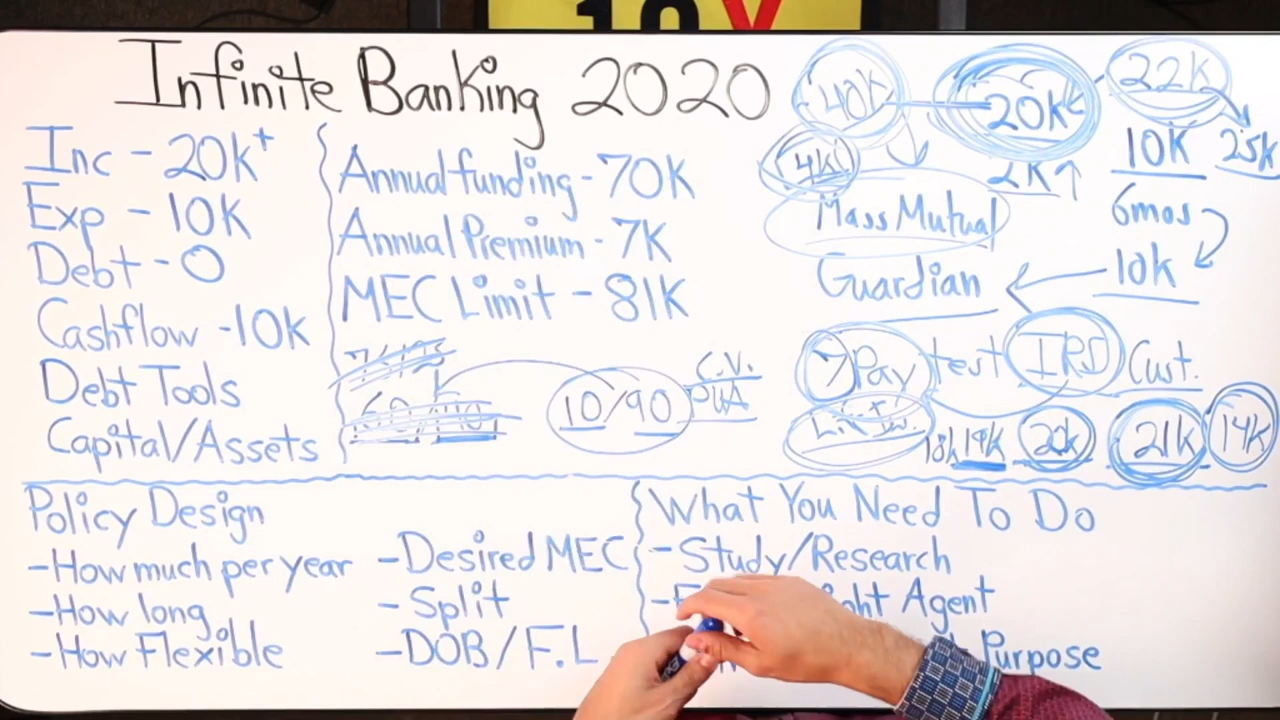 Infinite Banking 2020
Inc - 20K+
Exp - 10K
Debt - 0
Cashflow - 10K
Debt Tools
Capital/Assets
Annual funding - 70K
Annual Premium - 7K
MEC Limit - 81K
10/90
C.V.
PUA
40K
20K
22K
4K
2K
10K
25K
Mass Mutual
6mos
Guardian
10K
7 Pay test IRS Cust.
18K 19K 22K 21K 14K
Policy Design
-How much per year
-How long
-How Flexible
-Desired MEC
-Split
-DOB/F.L
What You Need To Do
-Study/Research
Agent
Purpose